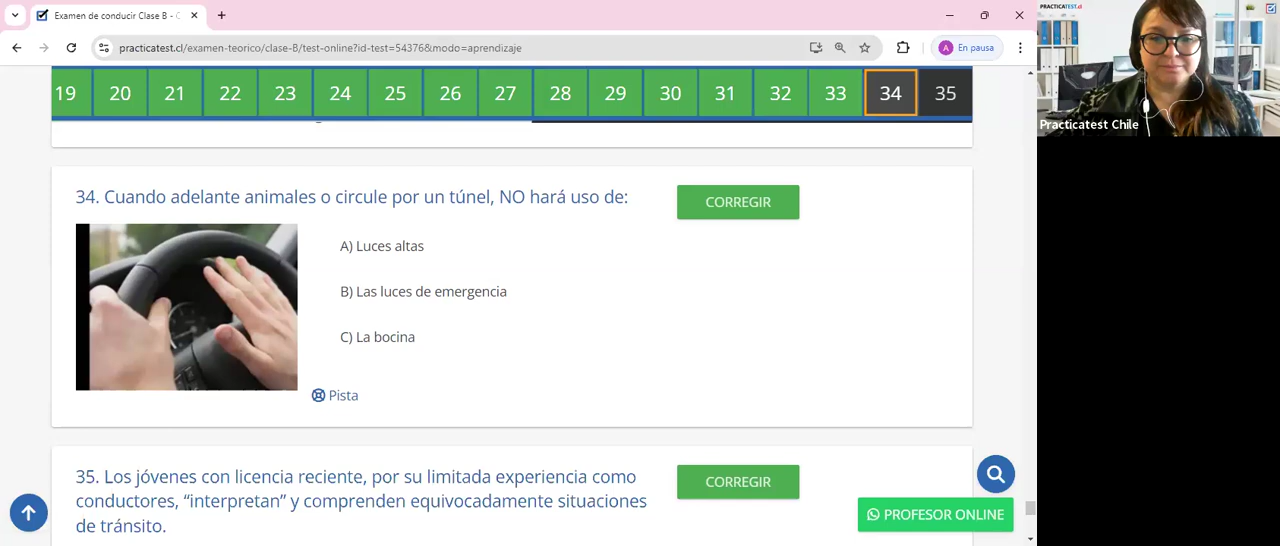 Examen de conducir Clase B - C
practicatest.cl/examen-teorico/clase-B/test-online?id-test=54376&modo=aprendizaje
A En pausa
19 20 21 22 23 24 25 26 27 28 29 30 31 32 33 34 35
34. Cuando adelante animales o circule por un túnel, NO hará uso de:
CORREGIR
A) Luces altas
B) Las luces de emergencia
C) La bocina
Pista
35. Los jóvenes con licencia reciente, por su limitada experiencia como
conductores, “interpretan” y comprenden equivocadamente situaciones
de tránsito.
CORREGIR
PROFESOR ONLINE
PRACTICATEST.cl
Practicatest Chile